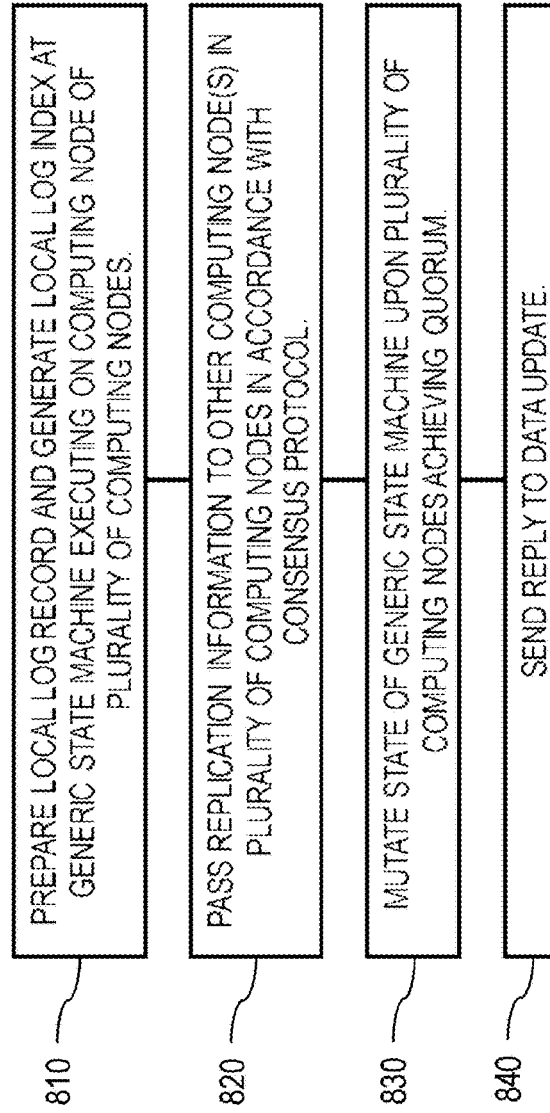 810
PREPARE LOCAL LOG RECORD AND GENERATE LOCAL LOG INDEX AT
GENERIC STATE MACHINE EXECUTING ON COMPUTING NODE OF
PLURALITY OF COMPUTING NODES.
820
PASS REPLICATION INFORMATION TO OTHER COMPUTING NODE(S) IN
PLURALITY OF COMPUTING NODES IN ACCORDANCE WITH
CONSENSUS PROTOCOL.
830
MUTATE STATE OF GENERIC STATE MACHINE UPON PLURALITY OF
COMPUTING NODES ACHIEVING QUORUM.
840
SEND REPLY TO DATA UPDATE.